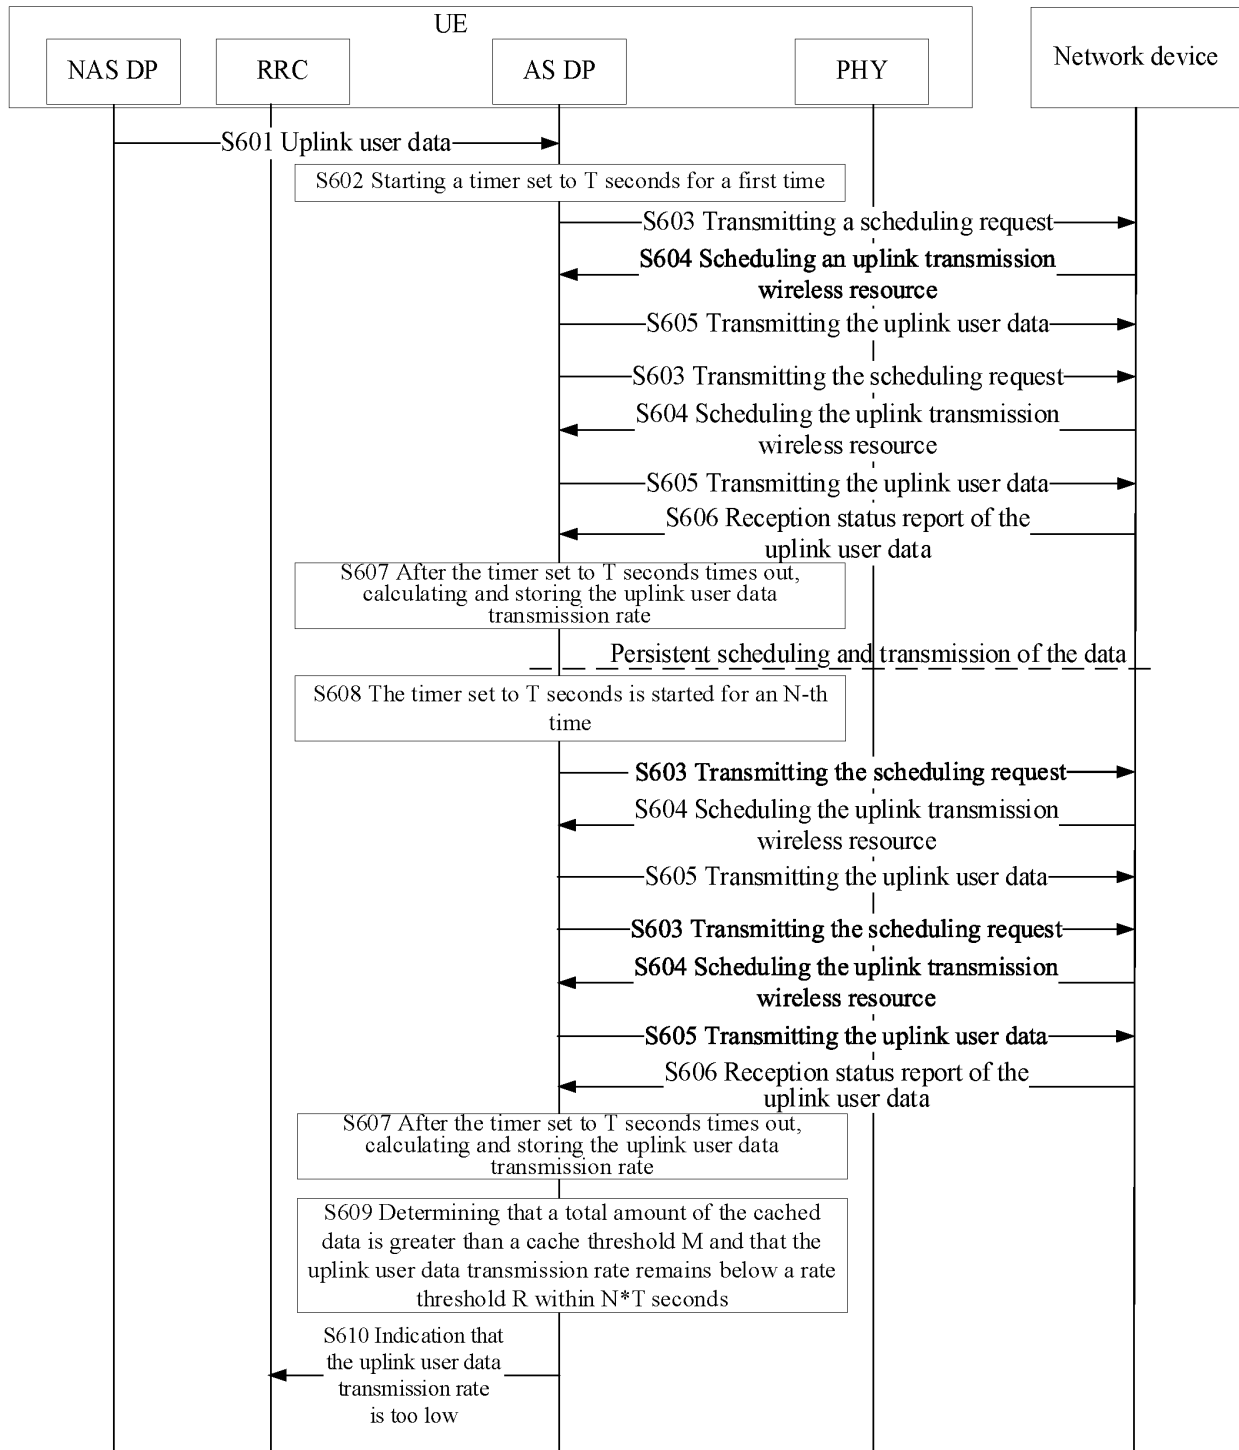 UE
NAS DP
RRC
AS DP
PHY
Network device
S601 Uplink user data
S602 Starting a timer set to T seconds for a first time
S603 Transmitting a scheduling request
S604 Scheduling an uplink transmission
wireless resource
S605 Transmitting the uplink user data
S603 Transmitting the scheduling request
S604 Scheduling the uplink transmission
wireless resource
S605 Transmitting the uplink user data
S606 Reception status report of the
uplink user data
S607 After the timer set to T seconds times out,
calculating and storing the uplink user data
transmission rate
Persistent scheduling and transmission of the data
S608 The timer set to T seconds is started for an N-th
time
S603 Transmitting the scheduling request
S604 Scheduling the uplink transmission
wireless resource
S605 Transmitting the uplink user data
S603 Transmitting the scheduling request
S604 Scheduling the uplink transmission
wireless resource
S605 Transmitting the uplink user data
S606 Reception status report of the
uplink user data
S607 After the timer set to T seconds times out,
calculating and storing the uplink user data
transmission rate
S609 Determining that a total amount of the cached
data is greater than a cache threshold M and that the
uplink user data transmission rate remains below a rate
threshold R within N*T seconds
S610 Indication that
the uplink user data
transmission rate
is too low